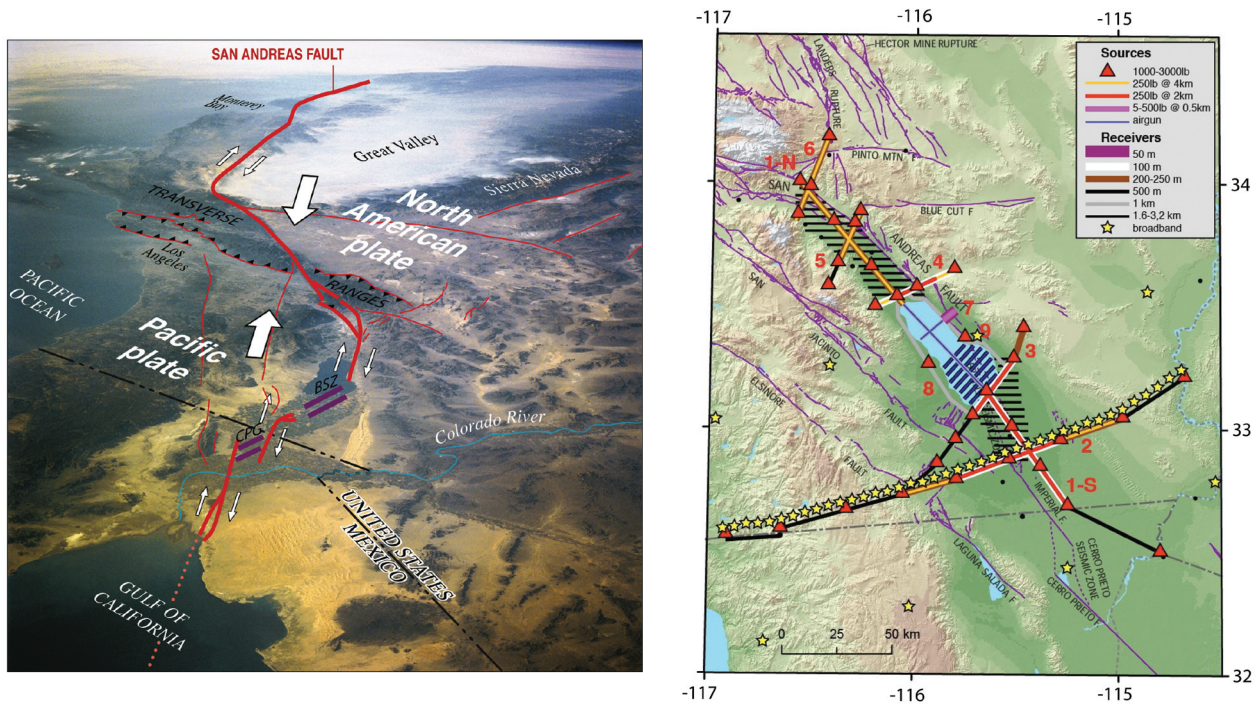 SAN ANDREAS FAULT
Monterey
Bay
Great Valley
Sierra Nevada
TRANSVERSE
North
American
plate
Los
Angeles
RANGES
PACIFIC
OCEAN
Pacific
plate
BSZ
CPG
Colorado River
UNITED STATES
MEXICO
GULF OF
CALIFORNIA
-117
-116
-115
HECTOR MINE RUPTURE
LANDERS
RUPTURE
Sources
1000-3000lb
250lb @ 4km
250lb @ 2km
5-500lb @ 0.5km
airgun
Receivers
50 m
100 m
200-250 m
500 m
1 km
1.6-3,2 km
broadband
6
1-N
PINTO MTN
SAN
34
BLUE CUT F
ANDREAS
FAULT
5
4
SAN
JACINTO
FAULT
7
9
3
8
ELSINORE
FAULT
33
2
1-S
IMPERIAL F.
LAGUNA SALADA F
CERRO PRIETO
SEISMIC ZONE
CERRO PRIETO F
0
25
50 km
32
-117
-116
-115